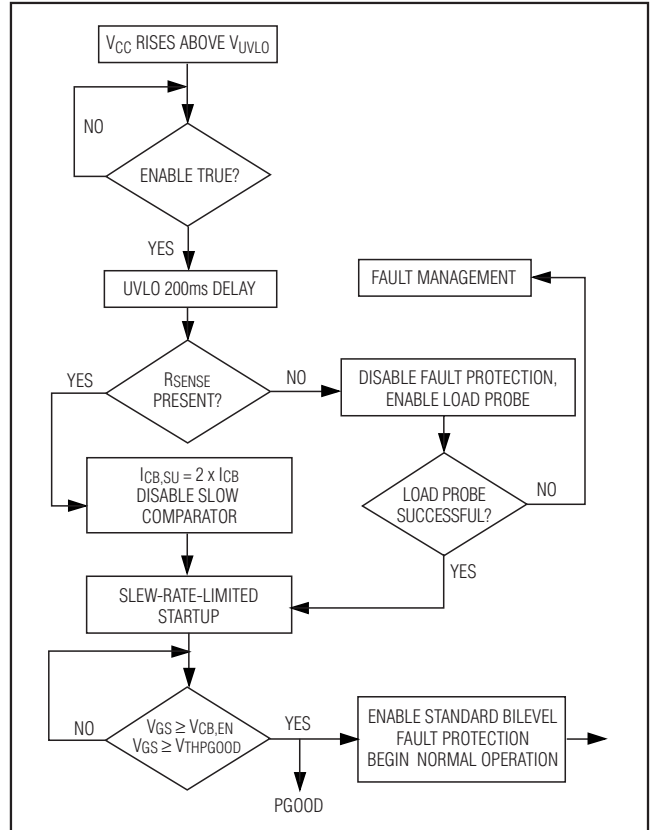 VCC RISES ABOVE VUVLO
NO
ENABLE TRUE?
YES
UVLO 200ms DELAY
FAULT MANAGEMENT
YES
RSENSE
PRESENT?
NO
DISABLE FAULT PROTECTION,
ENABLE LOAD PROBE
ICB,SU = 2 x ICB
DISABLE SLOW
COMPARATOR
LOAD PROBE
SUCCESSFUL?
NO
YES
SLEW-RATE-LIMITED
STARTUP
NO
VGS ≥ VCB,EN
VGS ≥ VTHPGOOD
YES
PGOOD
ENABLE STANDARD BILEVEL
FAULT PROTECTION
BEGIN NORMAL OPERATION